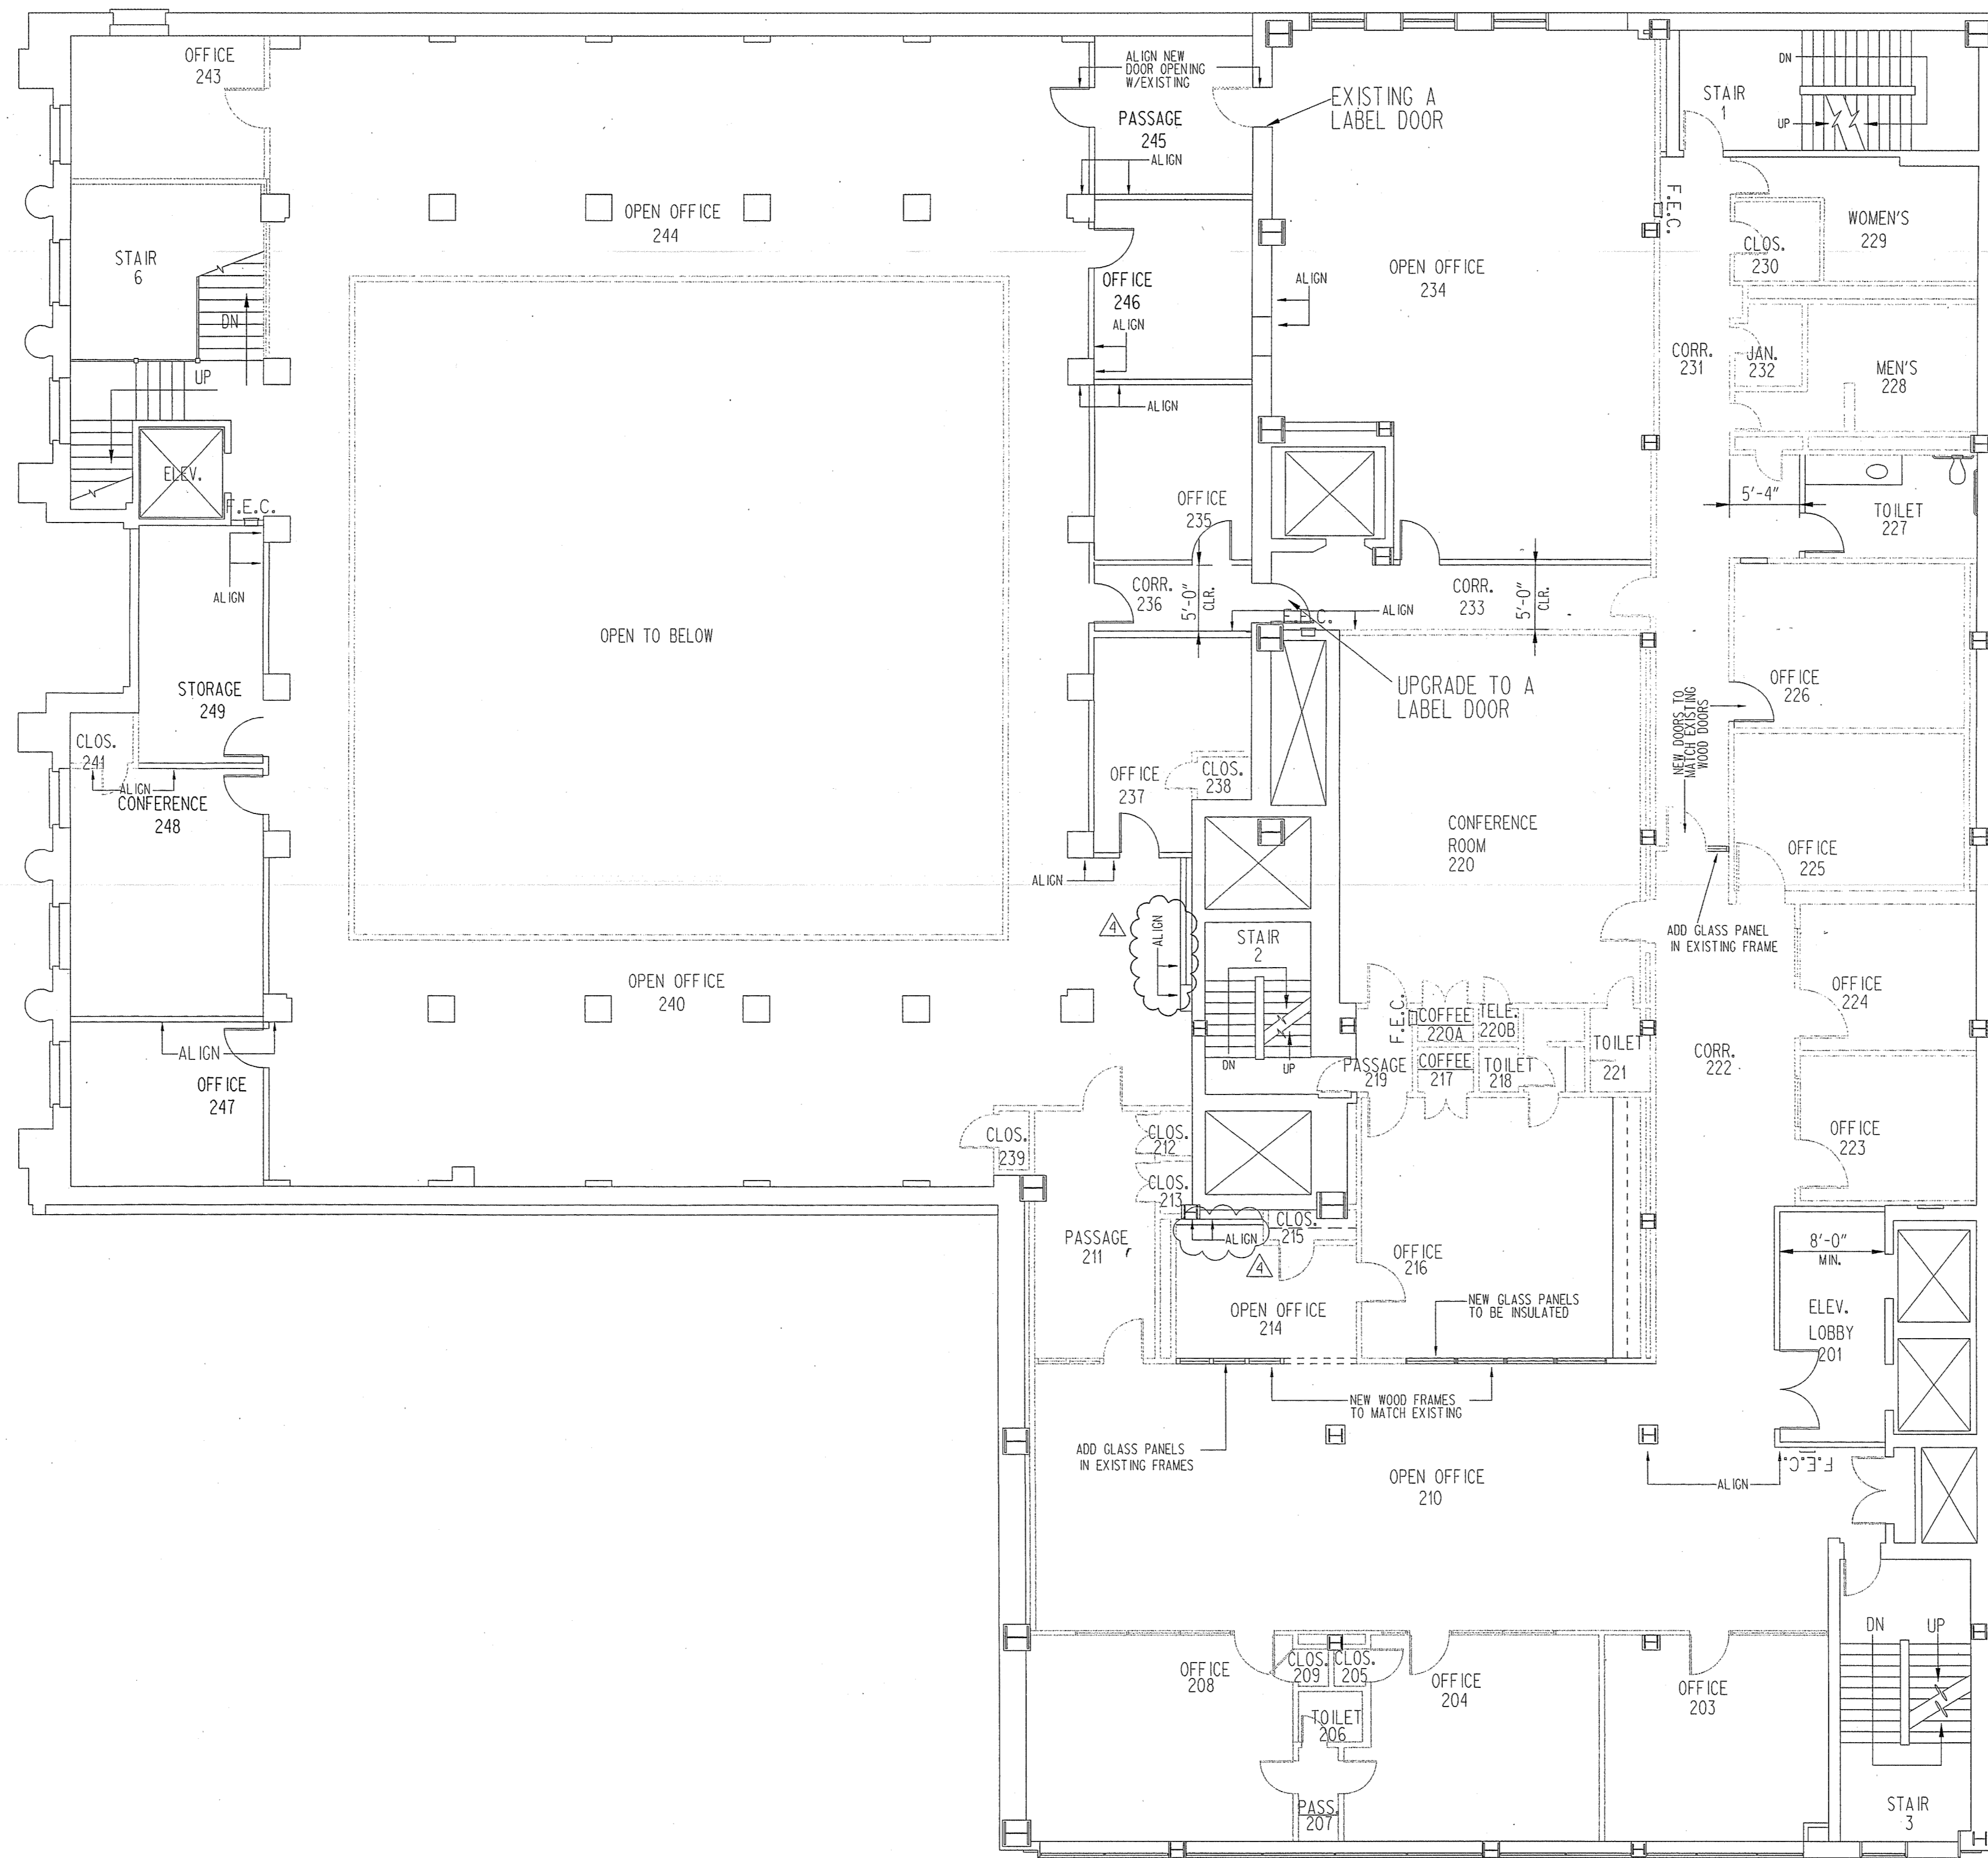 OFFICE
243
ALIGN NEW
DOOR OPENING
W/EXISTING
PASSAGE
245
ALIGN
EXISTING A
LABEL DOOR
STAIR
1
DN
UP
F.E.C.
WOMEN'S
229
CLOS.
230
OPEN OFFICE
244
STAIR
6
DN
UP
OFFICE
246
ALIGN
ALIGN
OPEN OFFICE
234
ALIGN
CORR.
231
JAN.
232
MEN'S
228
ELEV.
F.E.C.
ALIGN
OFFICE
235
5'-4"
TOILET
227
CORR.
236
5'-0"
CLR.
F.E.C.
ALIGN
CORR.
233
5'-0"
CLR.
OPEN TO BELOW
STORAGE
249
UPGRADE TO A
LABEL DOOR
OFFICE
226
NEW DOORS TO
MATCH EXISTING
WOOD DOORS
CLOS.
241
ALIGN
CONFERENCE
248
OFFICE
237
CLOS.
238
CONFERENCE
ROOM
220
OFFICE
225
ALIGN
4
ALIGN
STAIR
2
DN
UP
ADD GLASS PANEL
IN EXISTING FRAME
OPEN OFFICE
240
OFFICE
224
F.E.C.
COFFEE
220A
TELE.
220B
TOILET
221
PASSAGE
219
COFFEE
217
TOILET
218
CORR.
222
ALIGN
OFFICE
247
CLOS.
239
CLOS.
212
CLOS.
213
OFFICE
223
PASSAGE
211
ALIGN
4
CLOS.
215
OFFICE
216
8'-0"
MIN.
OPEN OFFICE
214
NEW GLASS PANELS
TO BE INSULATED
ELEV.
LOBBY
201
NEW WOOD FRAMES
TO MATCH EXISTING
ADD GLASS PANELS
IN EXISTING FRAMES
OPEN OFFICE
210
ALIGN
F.E.C.
OFFICE
208
CLOS.
209
CLOS.
205
OFFICE
204
OFFICE
203
DN
UP
TOILET
206
PASS.
207
STAIR
3